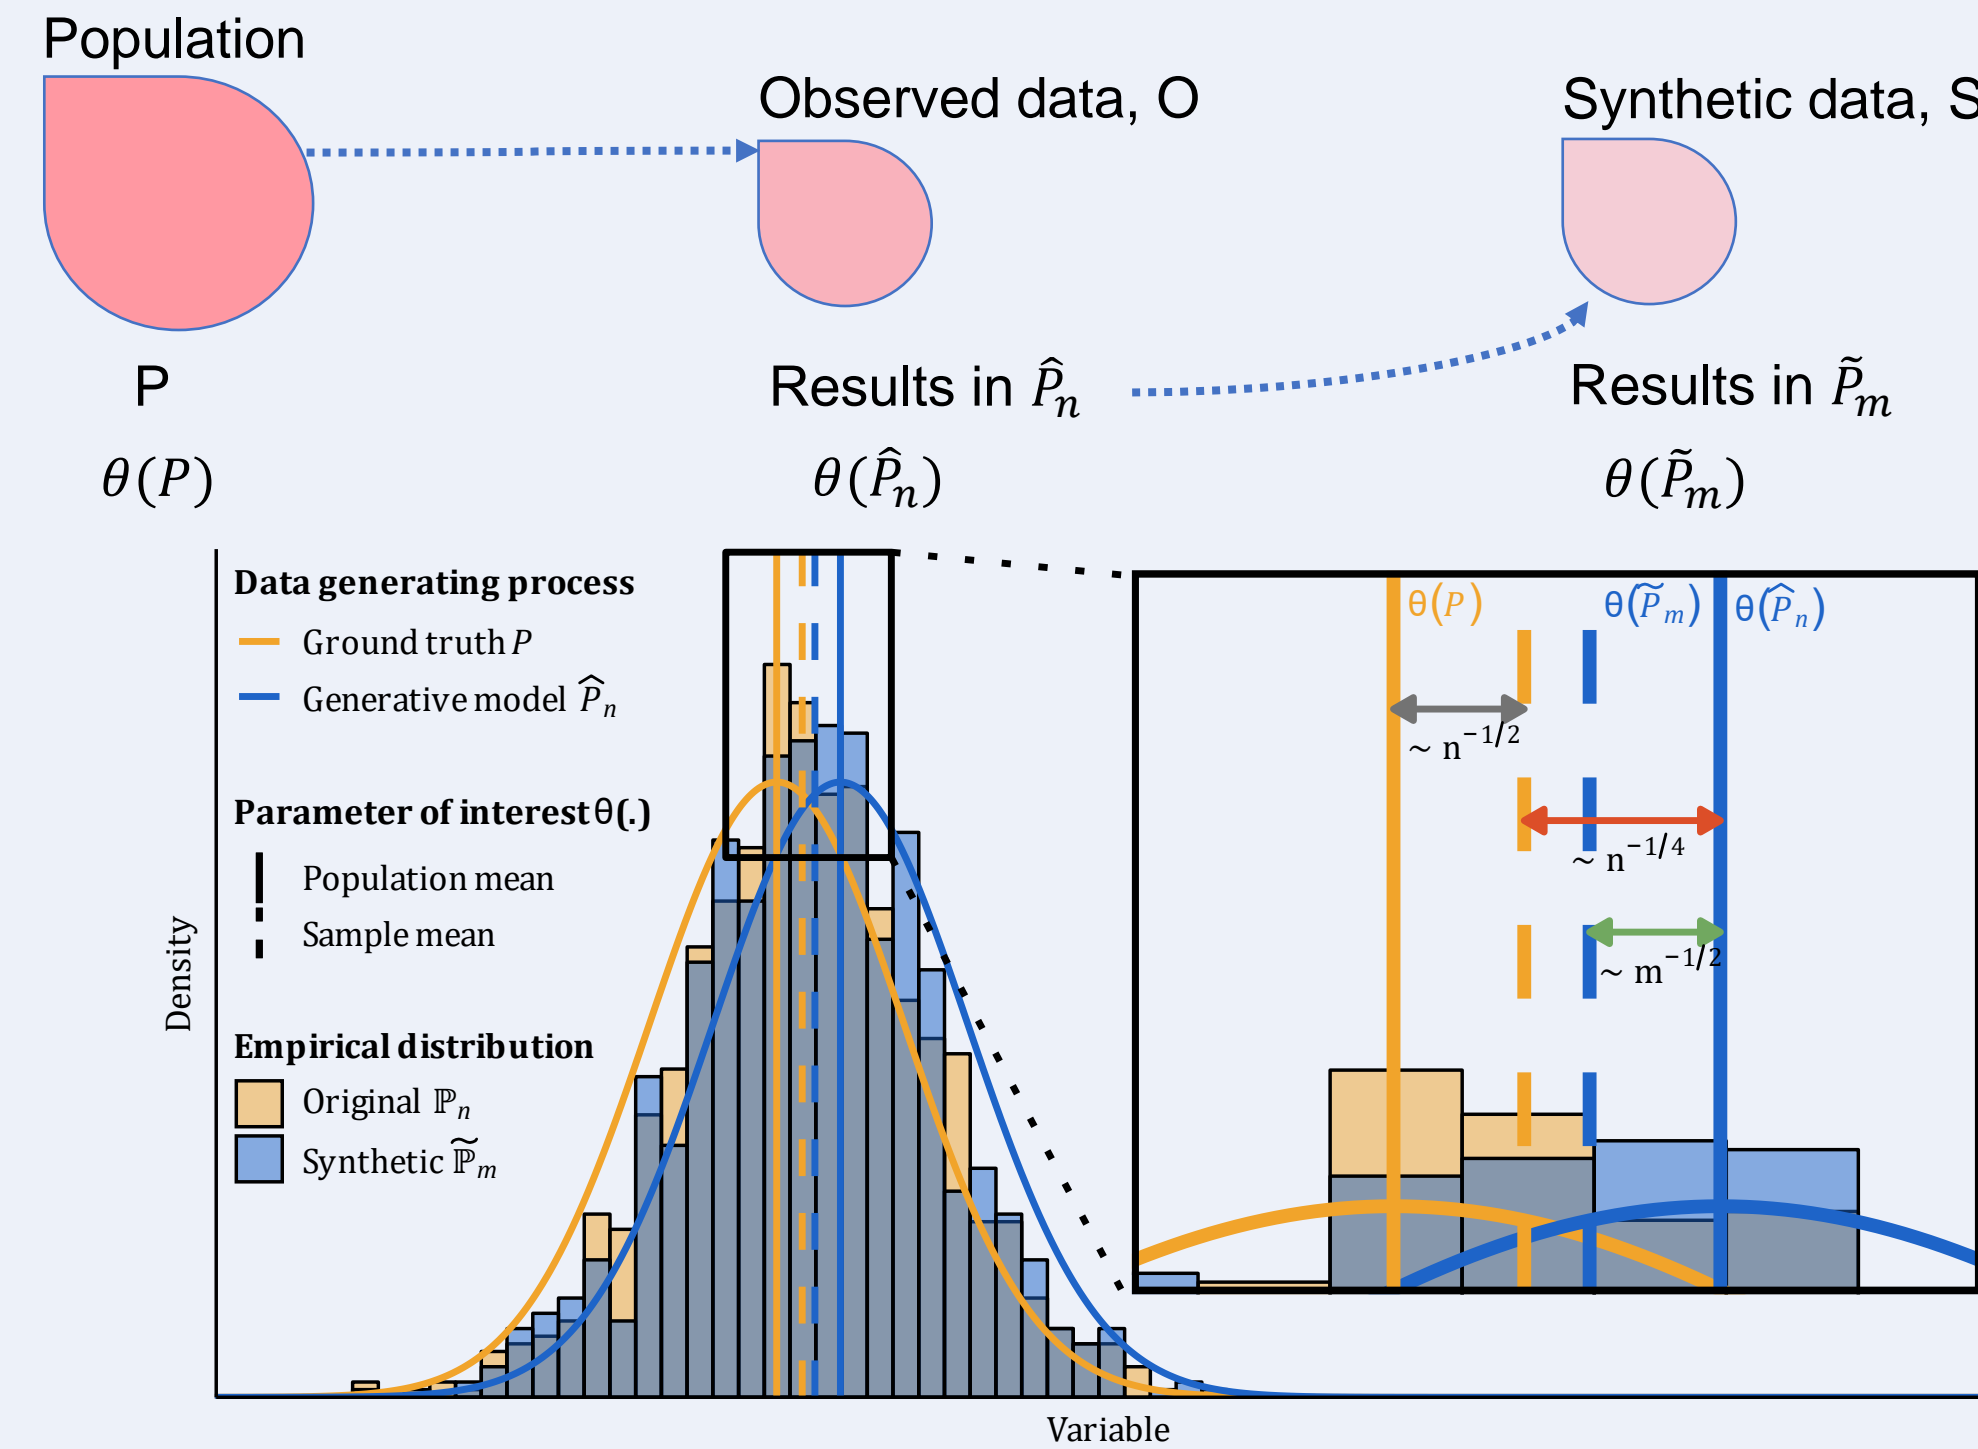 Population
Observed data, O
Synthetic data, S
P
Results in P̂ₙ
Results in P̃ₘ
θ(P)
θ(P̂ₙ)
θ(P̃ₘ)
Data generating process
Ground truth P
Generative model P̂ₙ
Parameter of interest θ(.)
Population mean
Sample mean
Empirical distribution
Original ℙₙ
Synthetic ℙ̃ₘ
Density
Variable
θ(P)
θ(P̃ₘ)
θ(P̂ₙ)
~ n⁻¹/²
~ n⁻¹/⁴
~ m⁻¹/²